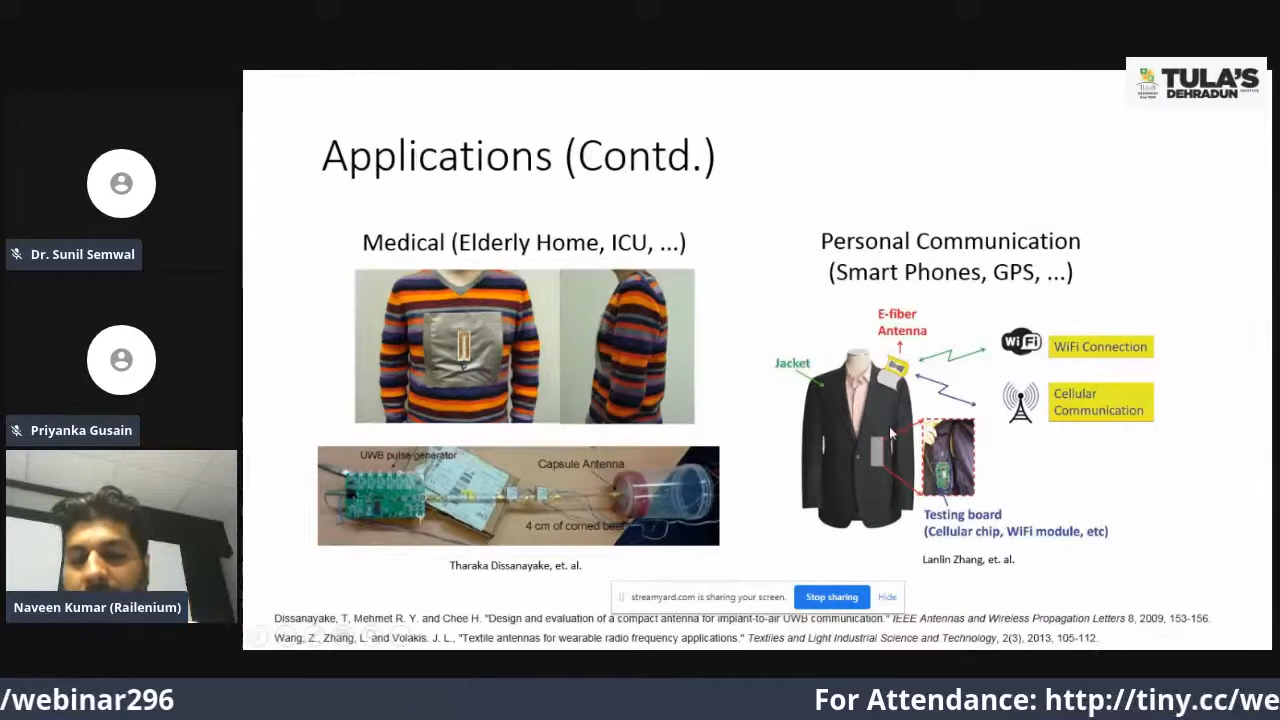 TULA'S
DEHRADUN
Applications (Contd.)
Medical (Elderly Home, ICU, ...)
Personal Communication
(Smart Phones, GPS, ...)
E-fiber
Antenna
Jacket
WiFi
WiFi Connection
Cellular
Communication
UWB pulse generator
Capsule Antenna
4 cm of corned beef
Testing board
(Cellular chip, WiFi module, etc)
Tharaka Dissanayake, et. al.
Lanlin Zhang, et. al.
streamyard.com is sharing your screen.
Stop sharing
Hide
Dissanayake, T, Mehmet R. Y. and Chee H. "Design and evaluation of a compact antenna for implant-to-air UWB communication." IEEE Antennas and Wireless Propagation Letters 8, 2009, 153-156.
Wang, Z., Zhang, L. and Volakis. J. L., "Textile antennas for wearable radio frequency applications." Textiles and Light Industrial Science and Technology, 2(3), 2013, 105-112.
Dr. Sunil Semwal
Priyanka Gusain
Naveen Kumar (Railenium)
/webinar296
For Attendance: http://tiny.cc/we